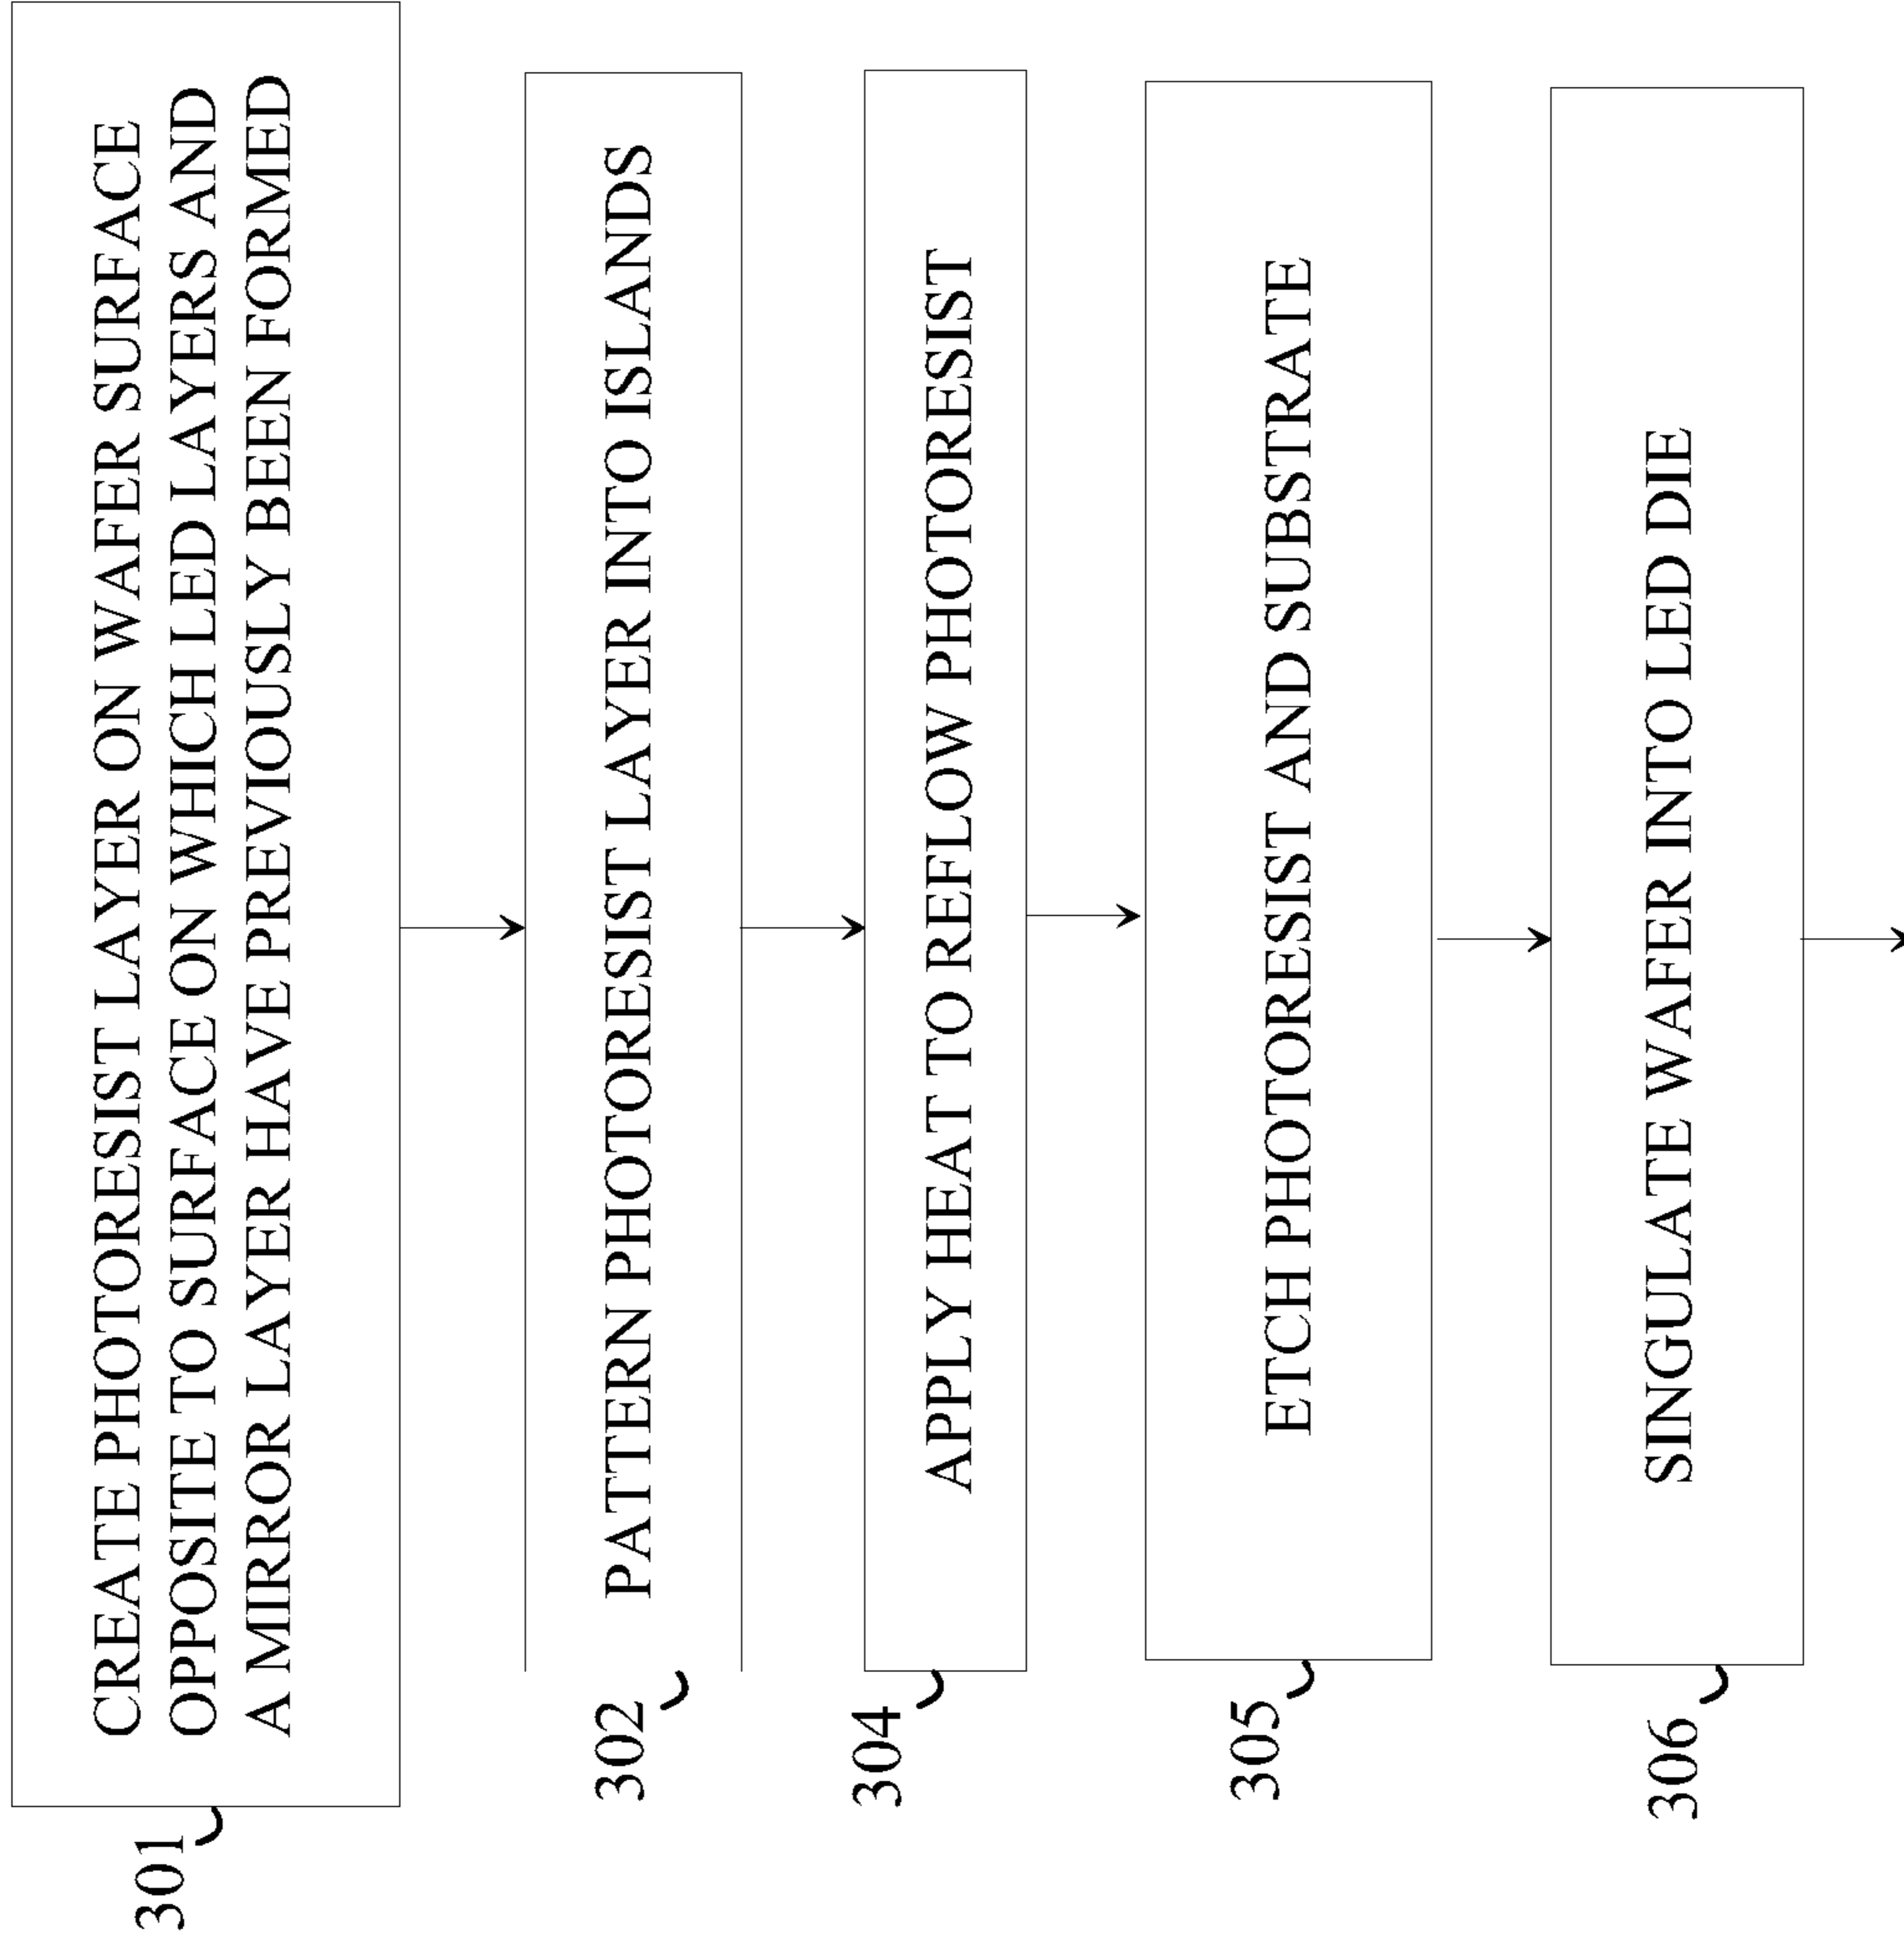 301
CREATE PHOTORESIST LAYER ON WAFER SURFACE
OPPOSITE TO SURFACE ON WHICH LED LAYERS AND
A MIRROR LAYER HAVE PREVIOUSLY BEEN FORMED
302
PATTERN PHOTORESIST LAYER INTO ISLANDS
304
APPLY HEAT TO REFLOW PHOTORESIST
305
ETCH PHOTORESIST AND SUBSTRATE
306
SINGULATE WAFER INTO LED DIE